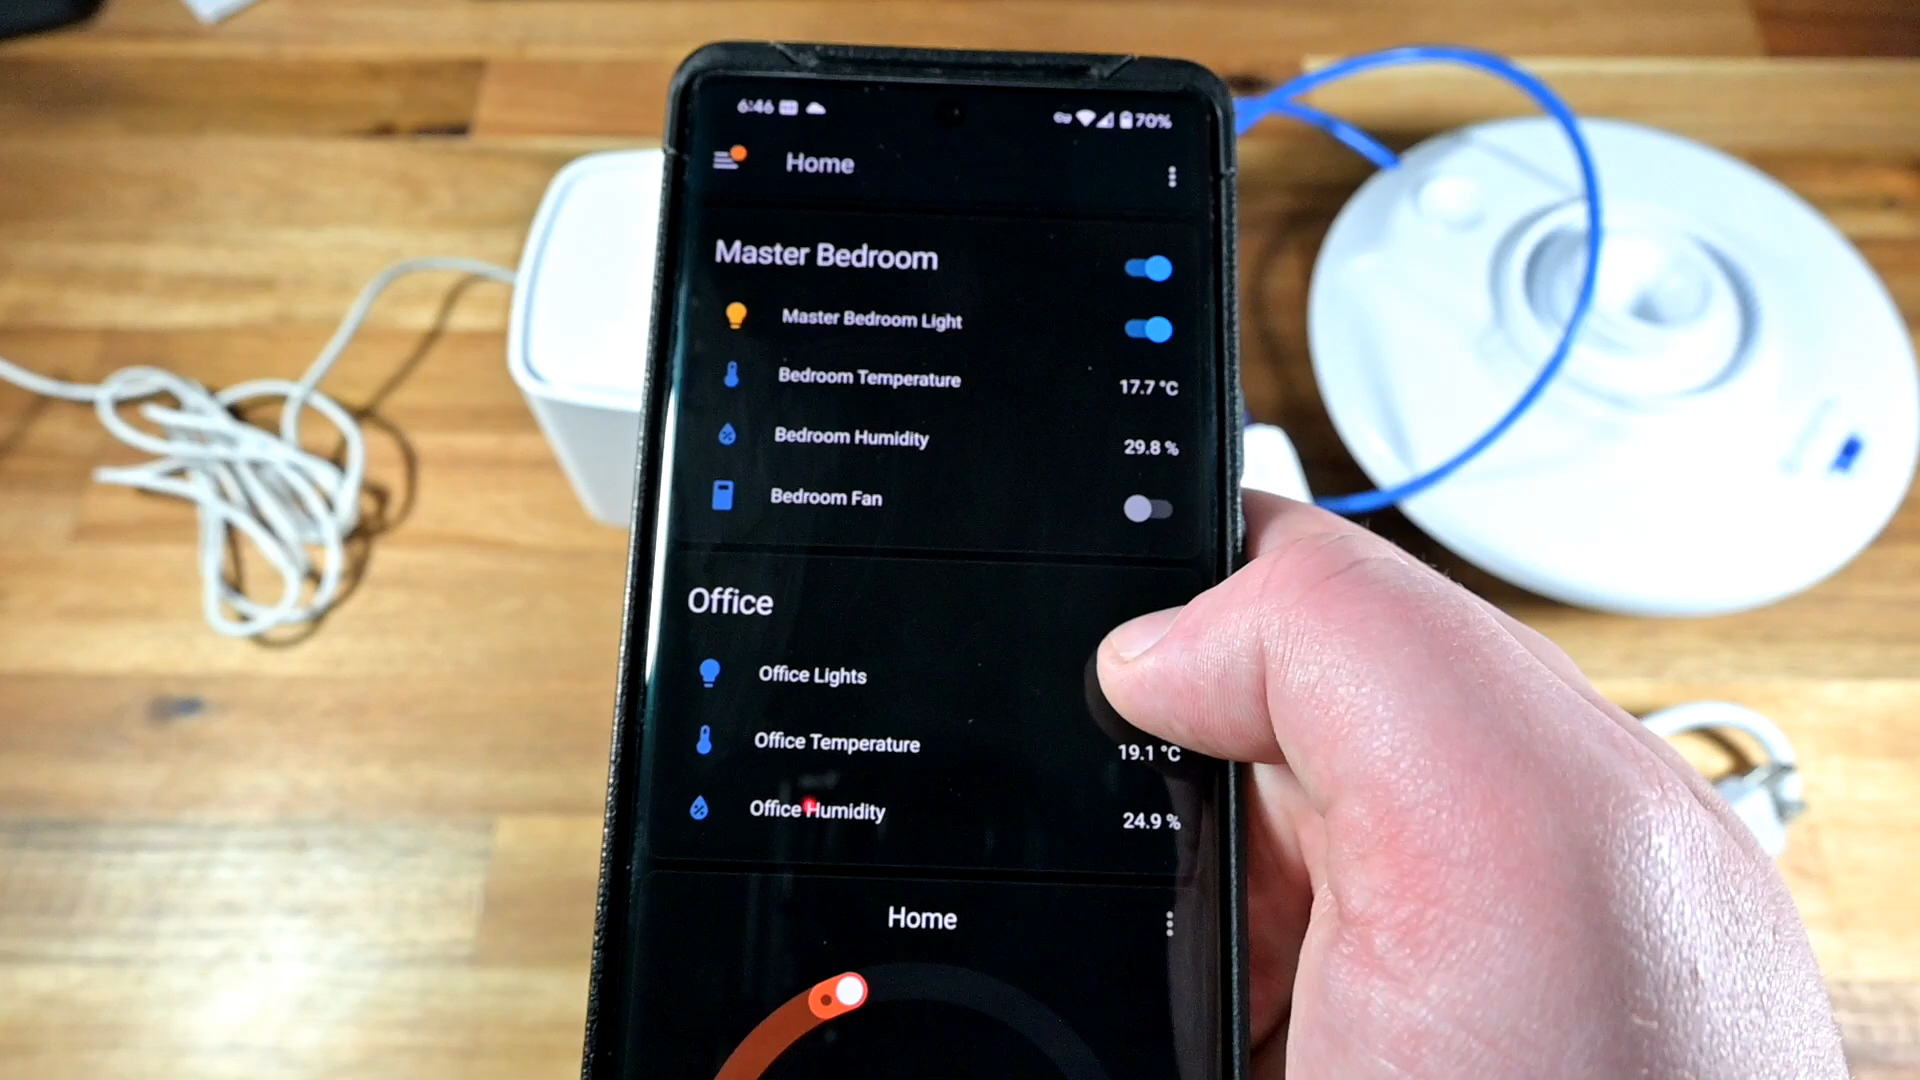 6:46 70%
Home
Master Bedroom
Master Bedroom Light
Bedroom Temperature 17.7 °C
Bedroom Humidity 29.8 %
Bedroom Fan
Office
Office Lights
Office Temperature 19.1 °C
Office Humidity 24.9 %
Home